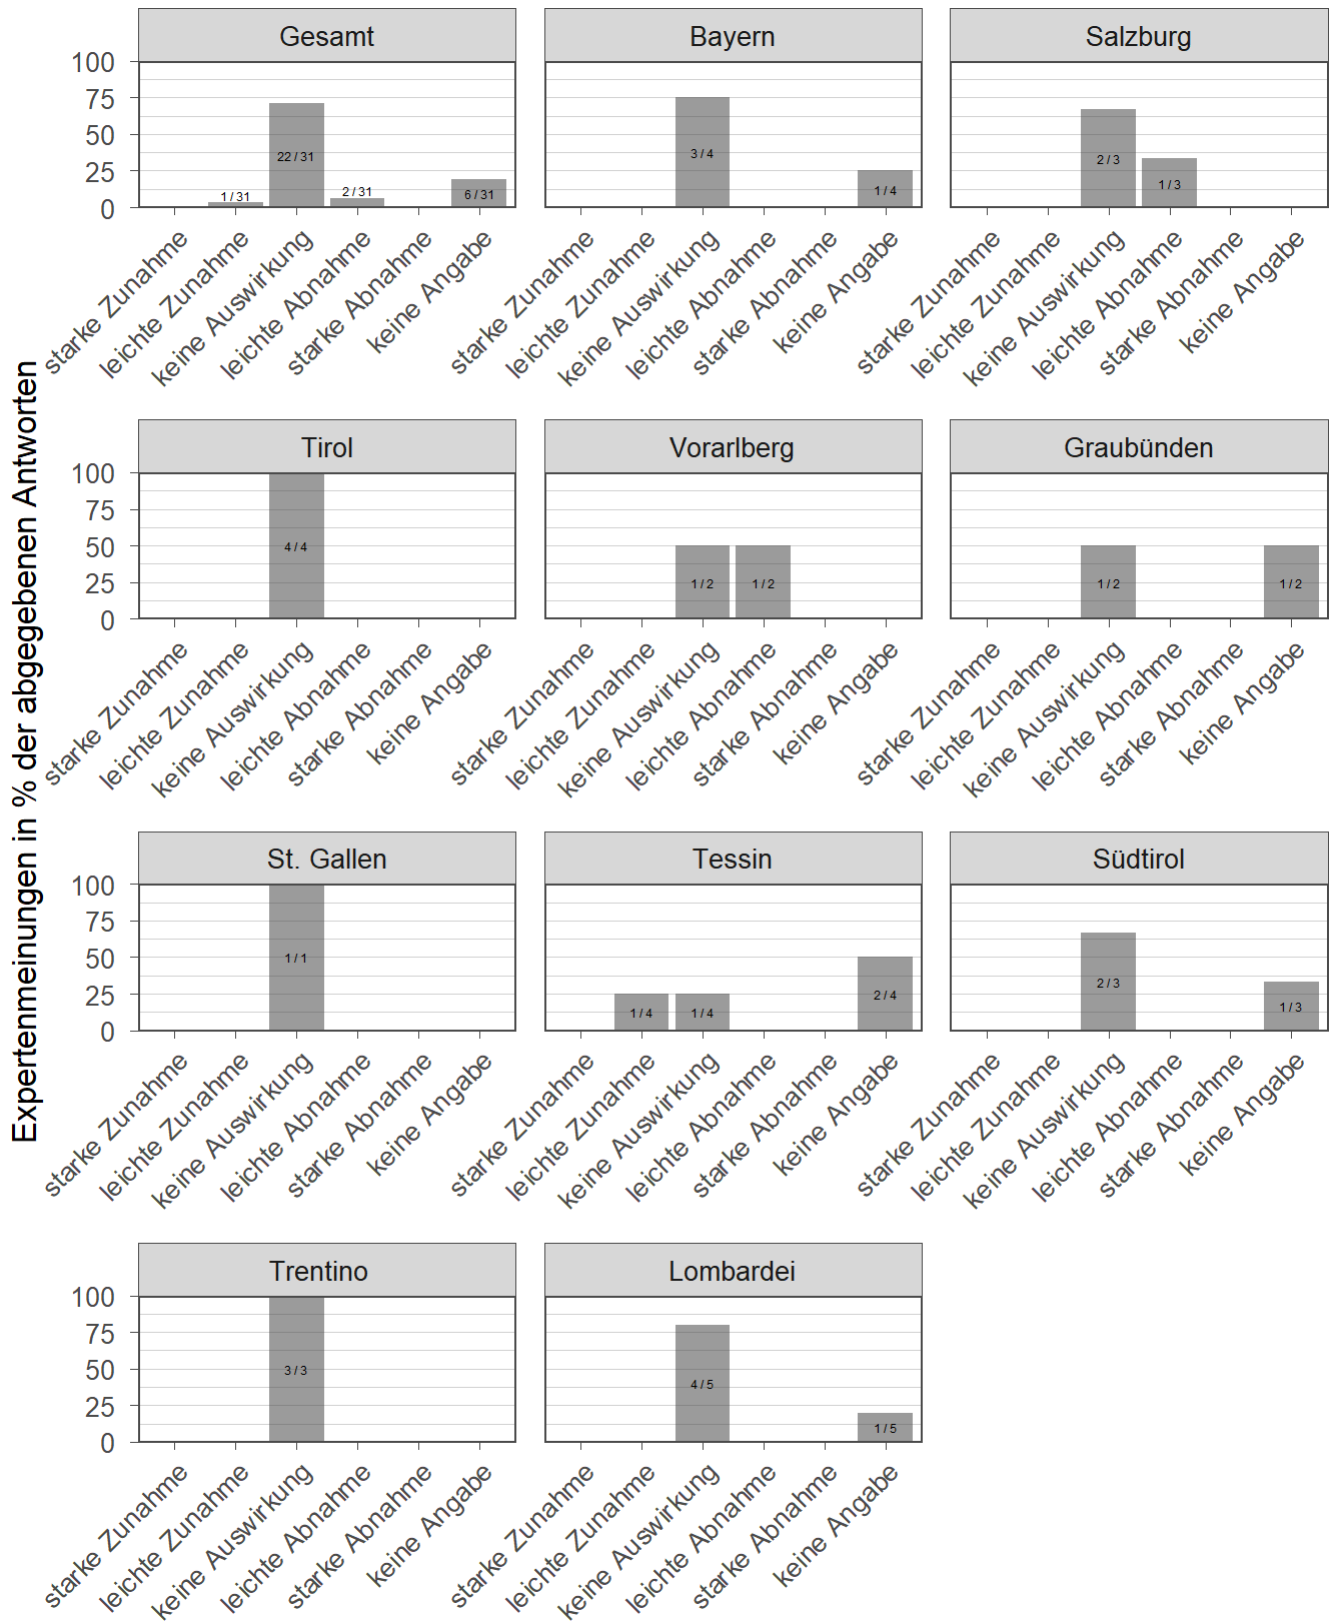 Expertenmeinungen in % der abgegebenen Antworten
Gesamt
100
75
50
25
0
1 / 31
22 / 31
2 / 31
6 / 31
starke Zunahme
leichte Zunahme
keine Auswirkung
leichte Abnahme
starke Abnahme
keine Angabe
Bayern
3 / 4
1 / 4
starke Zunahme
leichte Zunahme
keine Auswirkung
leichte Abnahme
starke Abnahme
keine Angabe
Salzburg
2 / 3
1 / 3
starke Zunahme
leichte Zunahme
keine Auswirkung
leichte Abnahme
starke Abnahme
keine Angabe
Tirol
100
75
50
25
0
4 / 4
starke Zunahme
leichte Zunahme
keine Auswirkung
leichte Abnahme
starke Abnahme
keine Angabe
Vorarlberg
1 / 2
1 / 2
starke Zunahme
leichte Zunahme
keine Auswirkung
leichte Abnahme
starke Abnahme
keine Angabe
Graubünden
1 / 2
1 / 2
starke Zunahme
leichte Zunahme
keine Auswirkung
leichte Abnahme
starke Abnahme
keine Angabe
St. Gallen
100
75
50
25
0
1 / 1
starke Zunahme
leichte Zunahme
keine Auswirkung
leichte Abnahme
starke Abnahme
keine Angabe
Tessin
1 / 4
1 / 4
2 / 4
starke Zunahme
leichte Zunahme
keine Auswirkung
leichte Abnahme
starke Abnahme
keine Angabe
Südtirol
2 / 3
1 / 3
starke Zunahme
leichte Zunahme
keine Auswirkung
leichte Abnahme
starke Abnahme
keine Angabe
Trentino
100
75
50
25
0
3 / 3
starke Zunahme
leichte Zunahme
keine Auswirkung
leichte Abnahme
starke Abnahme
keine Angabe
Lombardei
4 / 5
1 / 5
starke Zunahme
leichte Zunahme
keine Auswirkung
leichte Abnahme
starke Abnahme
keine Angabe